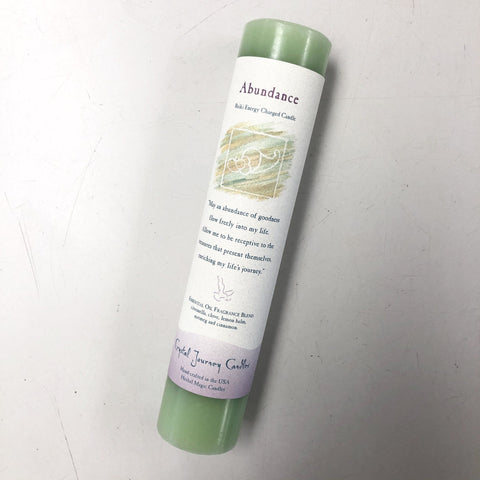 Abundance
Reiki Energy Charged Candle
"May an abundance of goodness
flow freely into my life.
Allow me to be receptive to the
treasures that present themselves,
enriching my life's journey."
Essential Oil Fragrance Blend
citronella, clove, lemon balm,
nutmeg and cinnamon
Crystal Journey Candles
Hand crafted in the USA
Herbal Magic Candles